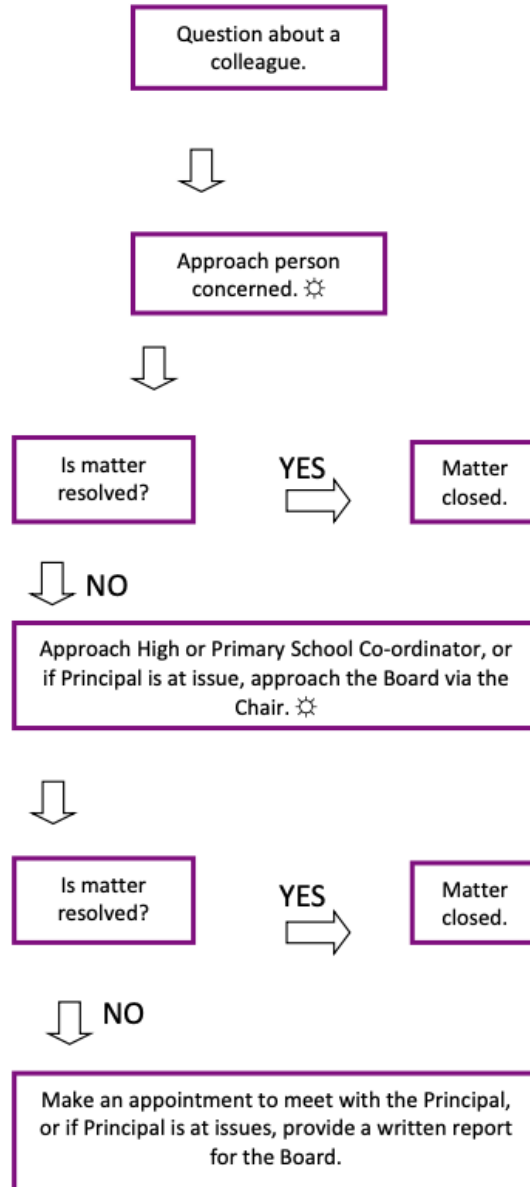 Question about a
colleague.
Approach person
concerned. ☼
Is matter
resolved?
YES
Matter
closed.
NO
Approach High or Primary School Co-ordinator, or
if Principal is at issue, approach the Board via the
Chair. ☼
Is matter
resolved?
YES
Matter
closed.
NO
Make an appointment to meet with the Principal,
or if Principal is at issues, provide a written report
for the Board.